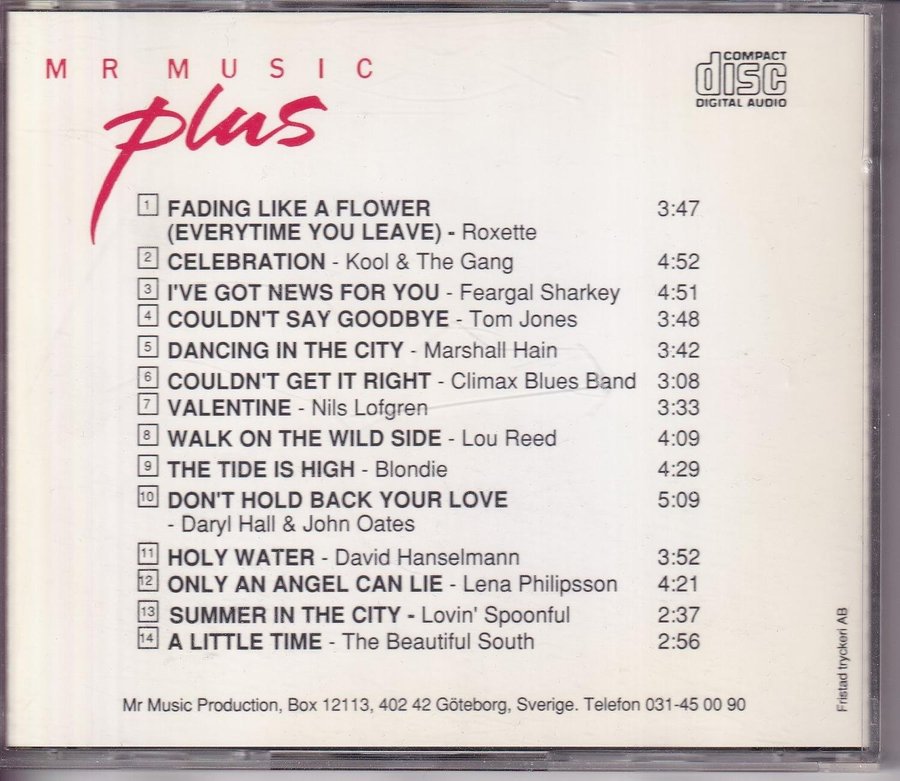 MR MUSIC
plus
COMPACT
disc
DIGITAL AUDIO
1 FADING LIKE A FLOWER 3:47
(EVERYTIME YOU LEAVE) - Roxette
2 CELEBRATION - Kool & The Gang 4:52
3 I'VE GOT NEWS FOR YOU - Feargal Sharkey 4:51
4 COULDN'T SAY GOODBYE - Tom Jones 3:48
5 DANCING IN THE CITY - Marshall Hain 3:42
6 COULDN'T GET IT RIGHT - Climax Blues Band 3:08
7 VALENTINE - Nils Lofgren 3:33
8 WALK ON THE WILD SIDE - Lou Reed 4:09
9 THE TIDE IS HIGH - Blondie 4:29
10 DON'T HOLD BACK YOUR LOVE 5:09
- Daryl Hall & John Oates
11 HOLY WATER - David Hanselmann 3:52
12 ONLY AN ANGEL CAN LIE - Lena Philipsson 4:21
13 SUMMER IN THE CITY - Lovin' Spoonful 2:37
14 A LITTLE TIME - The Beautiful South 2:56
Mr Music Production, Box 12113, 402 42 Göteborg, Sverige. Telefon 031-45 00 90
Fristad tryckeri AB